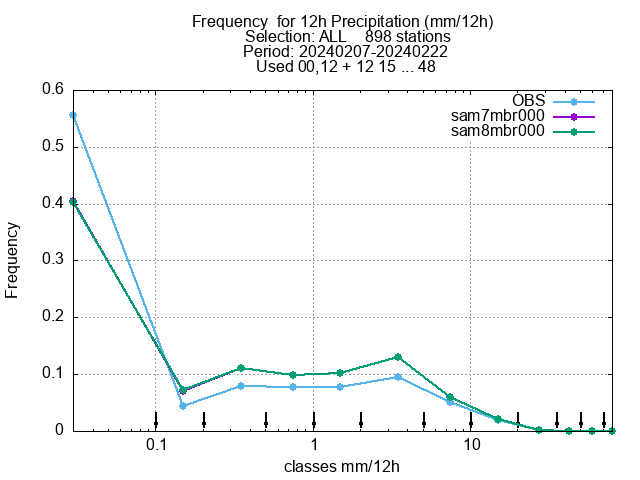 Frequency  for 12h Precipitation (mm/12h)
Selection: ALL    898 stations
Period: 20240207-20240222
Used 00,12 + 12 15 ... 48
OBS
sam7mbr000
sam8mbr000
0.6
0.5
0.4
0.3
0.2
0.1
0
Frequency
0.1
1
10
classes mm/12h